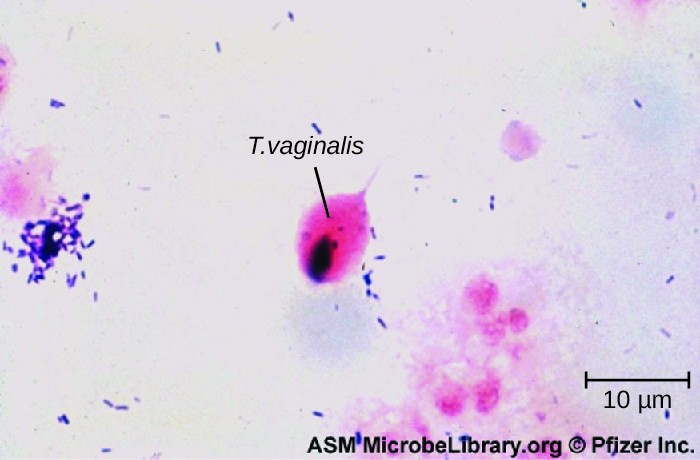 T.vaginalis
10 µm
ASM MicrobeLibrary.org © Pfizer Inc.